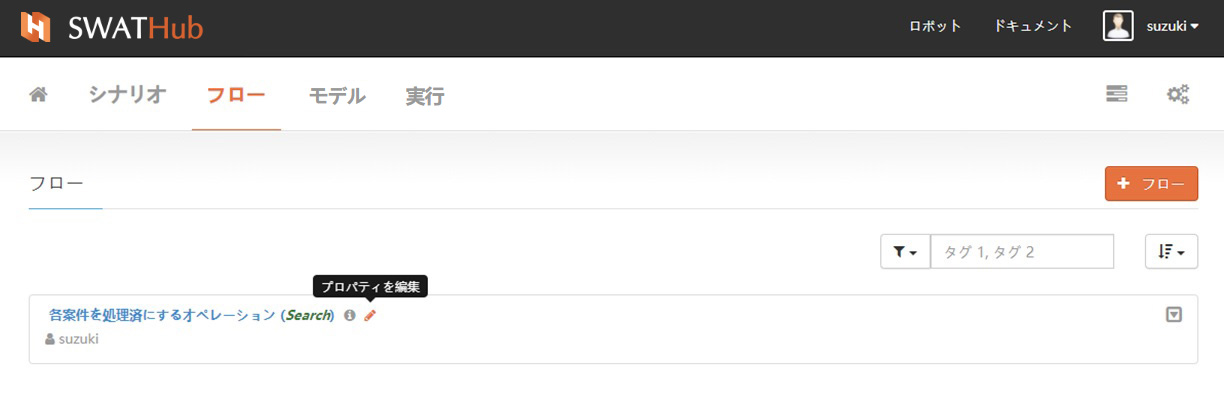 SWATHub
ロボット ドキュメント suzuki
シナリオ フロー モデル 実行
フロー
フロー
タグ 1, タグ 2
プロパティを編集
各案件を処理済にするオペレーション (Search)
suzuki